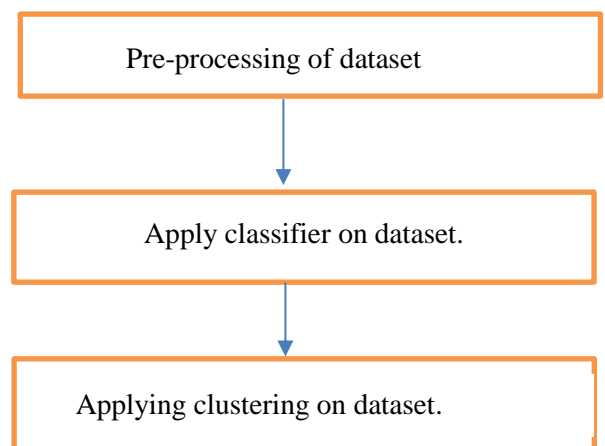 Pre-processing of dataset
Apply classifier on dataset.
Applying clustering on dataset.